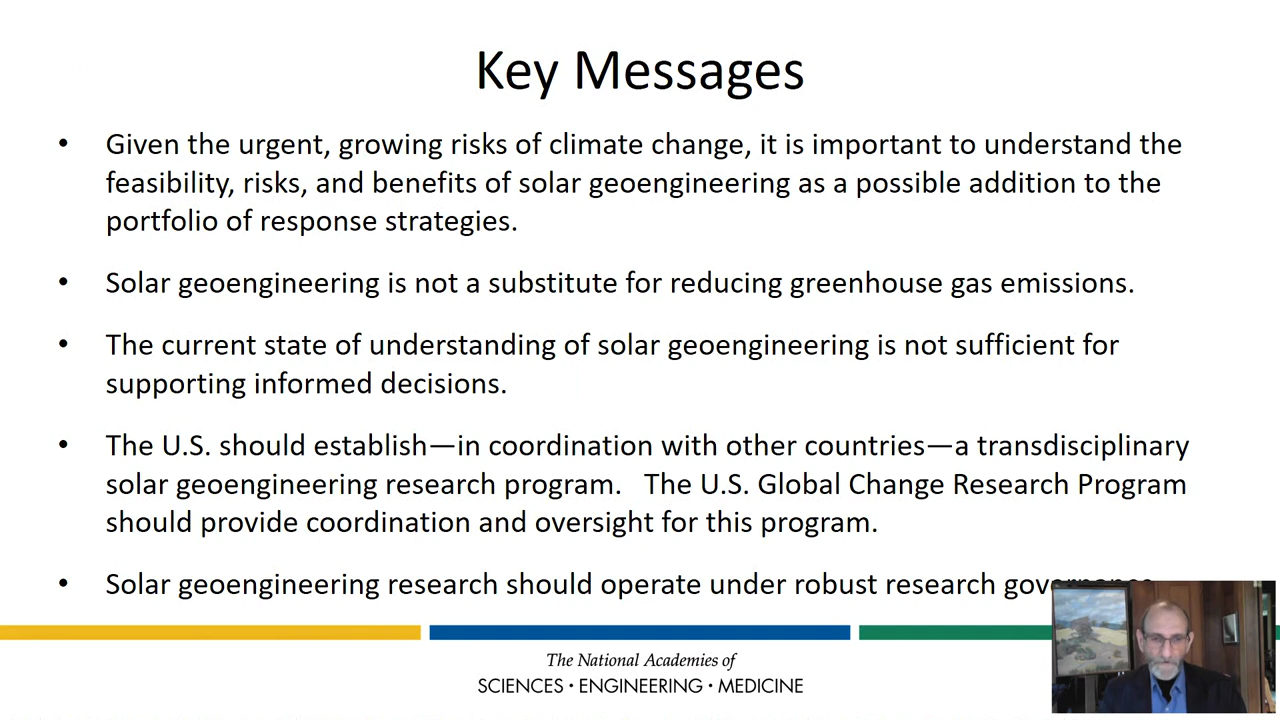 Key Messages
• Given the urgent, growing risks of climate change, it is important to understand the
feasibility, risks, and benefits of solar geoengineering as a possible addition to the
portfolio of response strategies.
• Solar geoengineering is not a substitute for reducing greenhouse gas emissions.
• The current state of understanding of solar geoengineering is not sufficient for
supporting informed decisions.
• The U.S. should establish—in coordination with other countries—a transdisciplinary
solar geoengineering research program. The U.S. Global Change Research Program
should provide coordination and oversight for this program.
• Solar geoengineering research should operate under robust research governance.
The National Academies of
SCIENCES · ENGINEERING · MEDICINE